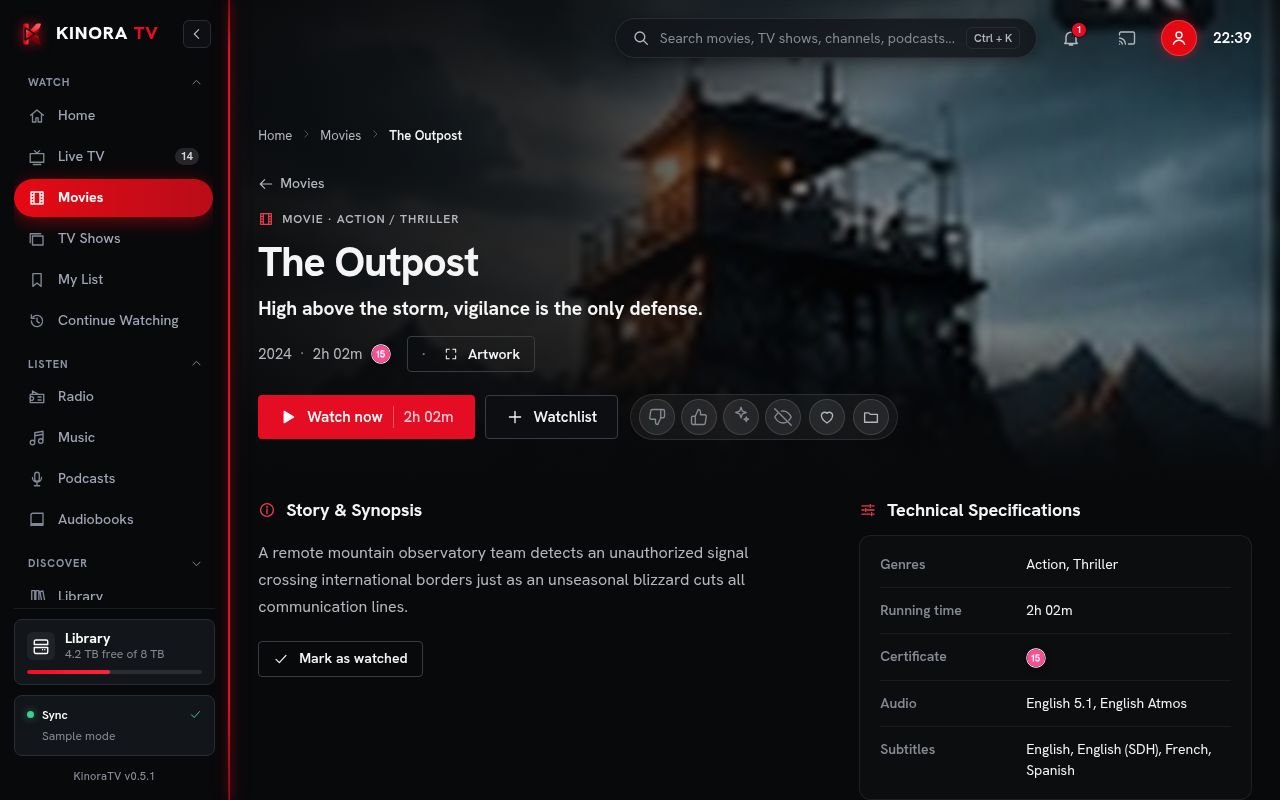 KINORA TV
Search movies, TV shows, channels, podcasts...
Ctrl + K
1
22:39
WATCH
Home
Live TV
14
Movies
TV Shows
My List
Continue Watching
LISTEN
Radio
Music
Podcasts
Audiobooks
DISCOVER
Library
Library
4.2 TB free of 8 TB
Sync
Sample mode
KinoraTV v0.5.1
Home
Movies
The Outpost
Movies
MOVIE · ACTION / THRILLER
The Outpost
High above the storm, vigilance is the only defense.
2024 · 2h 02m 15 · Artwork
Watch now 2h 02m
Watchlist
Story & Synopsis
A remote mountain observatory team detects an unauthorized signal
crossing international borders just as an unseasonal blizzard cuts all
communication lines.
Mark as watched
Technical Specifications
Genres Action, Thriller
Running time 2h 02m
Certificate 15
Audio English 5.1, English Atmos
Subtitles English, English (SDH), French,
Spanish